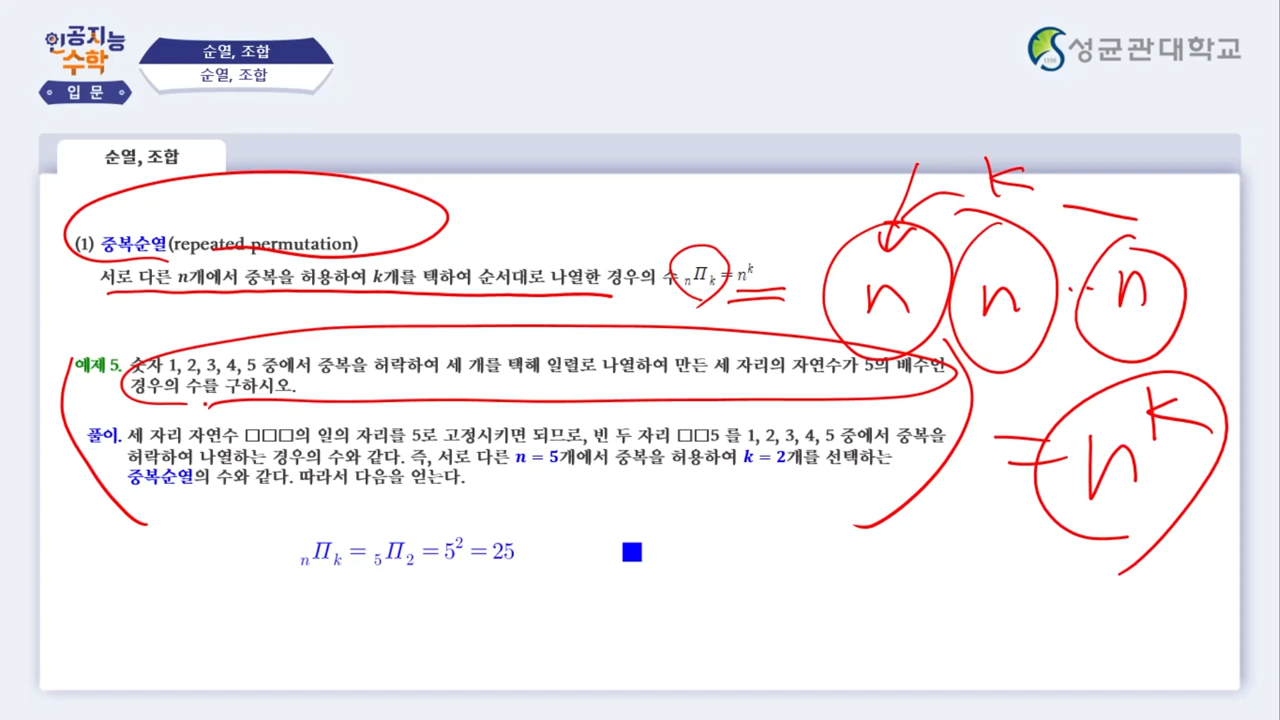 인공지능
수학
입문
순열, 조합
순열, 조합
성균관대학교
순열, 조합
(1) 중복순열(repeated permutation)
서로 다른 n개에서 중복을 허용하여 k개를 택하여 순서대로 나열한 경우의 수 ₙΠₖ = nᵏ
k
n n ·· n
= nᵏ
예제 5. 숫자 1, 2, 3, 4, 5 중에서 중복을 허락하여 세 개를 택해 일렬로 나열하여 만든 세 자리의 자연수가 5의 배수인
경우의 수를 구하시오.
풀이. 세 자리 자연수 □□□의 일의 자리를 5로 고정시키면 되므로, 빈 두 자리 □□5 를 1, 2, 3, 4, 5 중에서 중복을
허락하여 나열하는 경우의 수와 같다. 즉, 서로 다른 n = 5개에서 중복을 허용하여 k = 2개를 선택하는
중복순열의 수와 같다. 따라서 다음을 얻는다.
ₙΠₖ = ₅Π₂ = 5² = 25